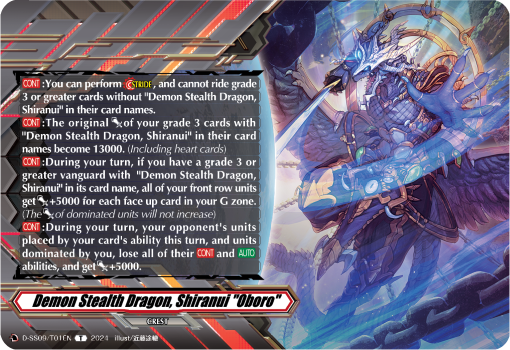 CONT :You can perform STRIDE, and cannot ride grade
3 or greater cards without "Demon Stealth Dragon,
Shiranui" in their card names.
CONT :The original of your grade 3 cards with
"Demon Stealth Dragon, Shiranui" in their card
names become 13000. (Including heart cards)
CONT :During your turn, if you have a grade 3 or
greater vanguard with "Demon Stealth Dragon,
Shiranui" in its card name, all of your front row units
get +5000 for each face up card in your G zone.
(The of dominated units will not increase)
CONT :During your turn, your opponent's units
placed by your card's ability this turn, and units
dominated by you, lose all of their CONT and AUTO
abilities, and get +5000.
Demon Stealth Dragon, Shiranui "Oboro"
CREST
D-SS09/T01EN T 2024 illust/近藤途轍